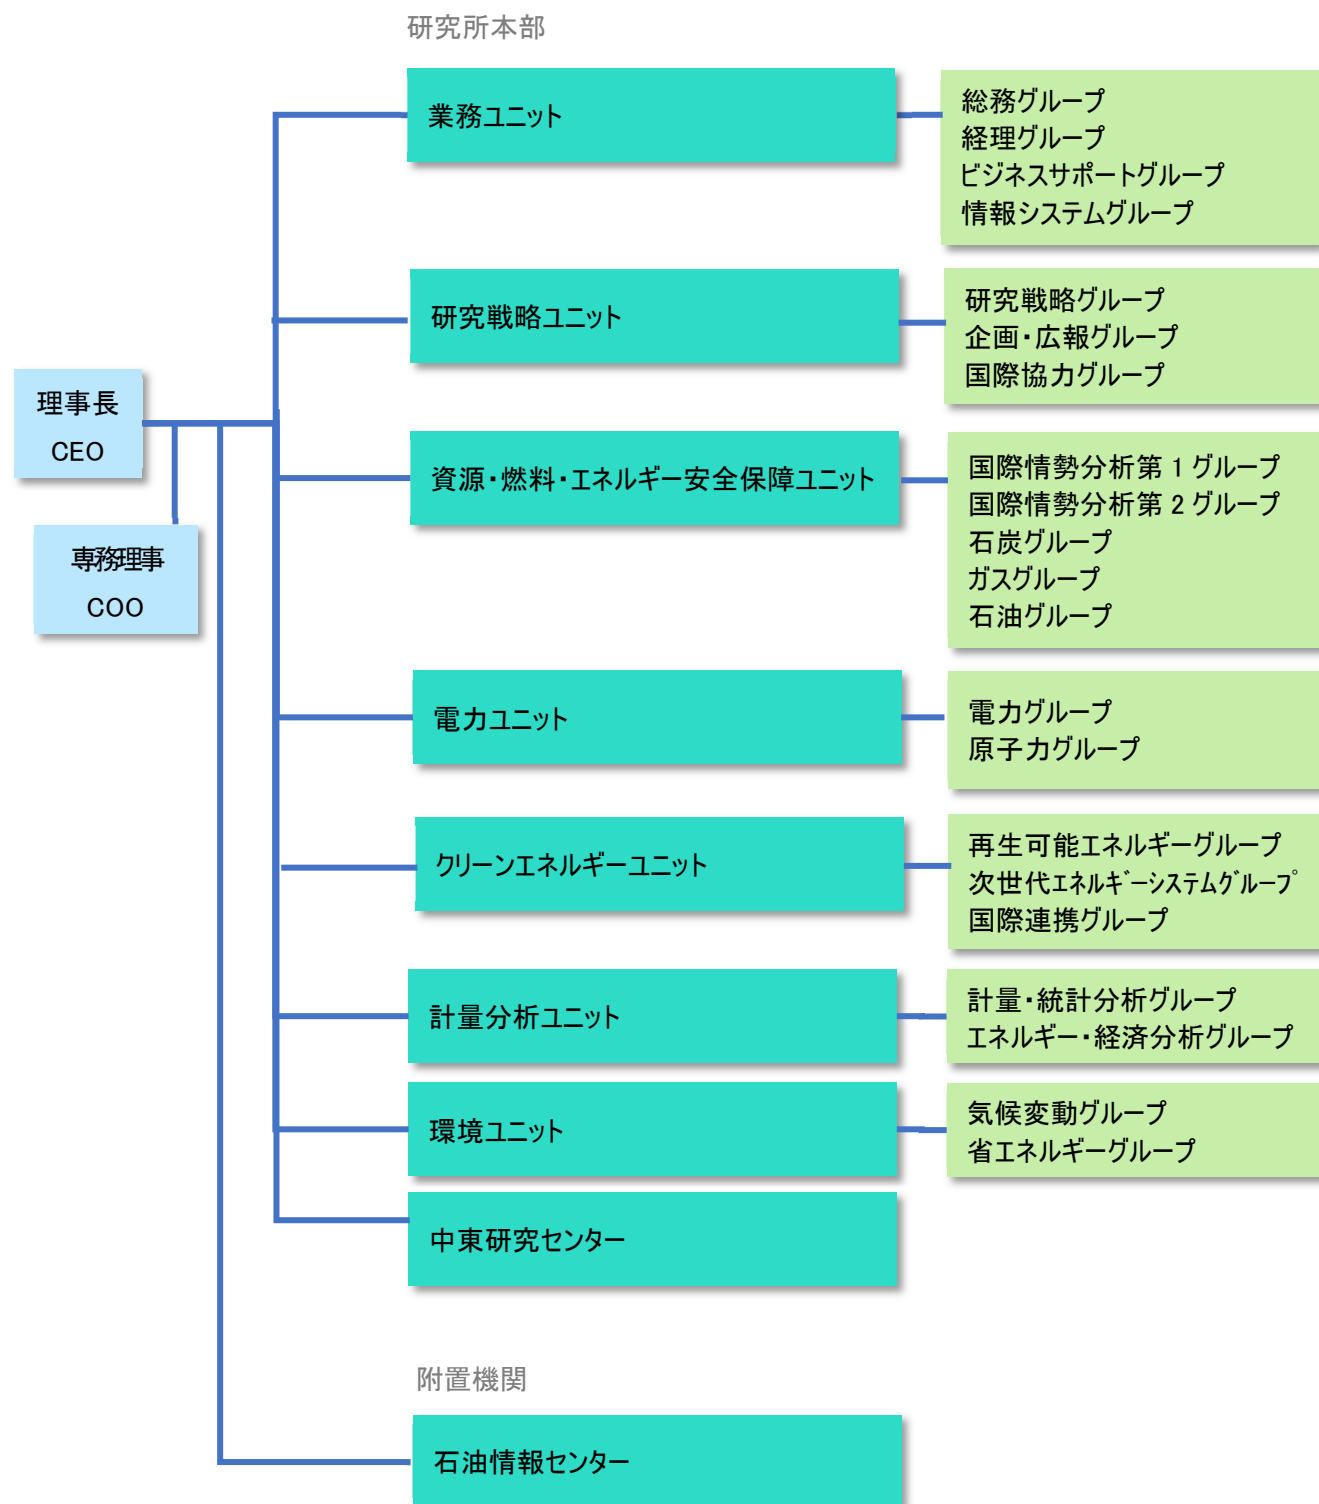 研究所本部
業務ユニット
総務グループ
経理グループ
ビジネスサポートグループ
情報システムグループ
研究戦略ユニット
研究戦略グループ
企画・広報グループ
国際協力グループ
理事長
CEO
専務理事
COO
資源・燃料・エネルギー安全保障ユニット
国際情勢分析第1グループ
国際情勢分析第2グループ
石炭グループ
ガスグループ
石油グループ
電力ユニット
電力グループ
原子力グループ
クリーンエネルギーユニット
再生可能エネルギーグループ
次世代ｴﾈﾙｷﾞｰｼｽﾃﾑｸﾞﾙｰﾌﾟ
国際連携グループ
計量分析ユニット
計量・統計分析グループ
エネルギー・経済分析グループ
環境ユニット
気候変動グループ
省エネルギーグループ
中東研究センター
附置機関
石油情報センター